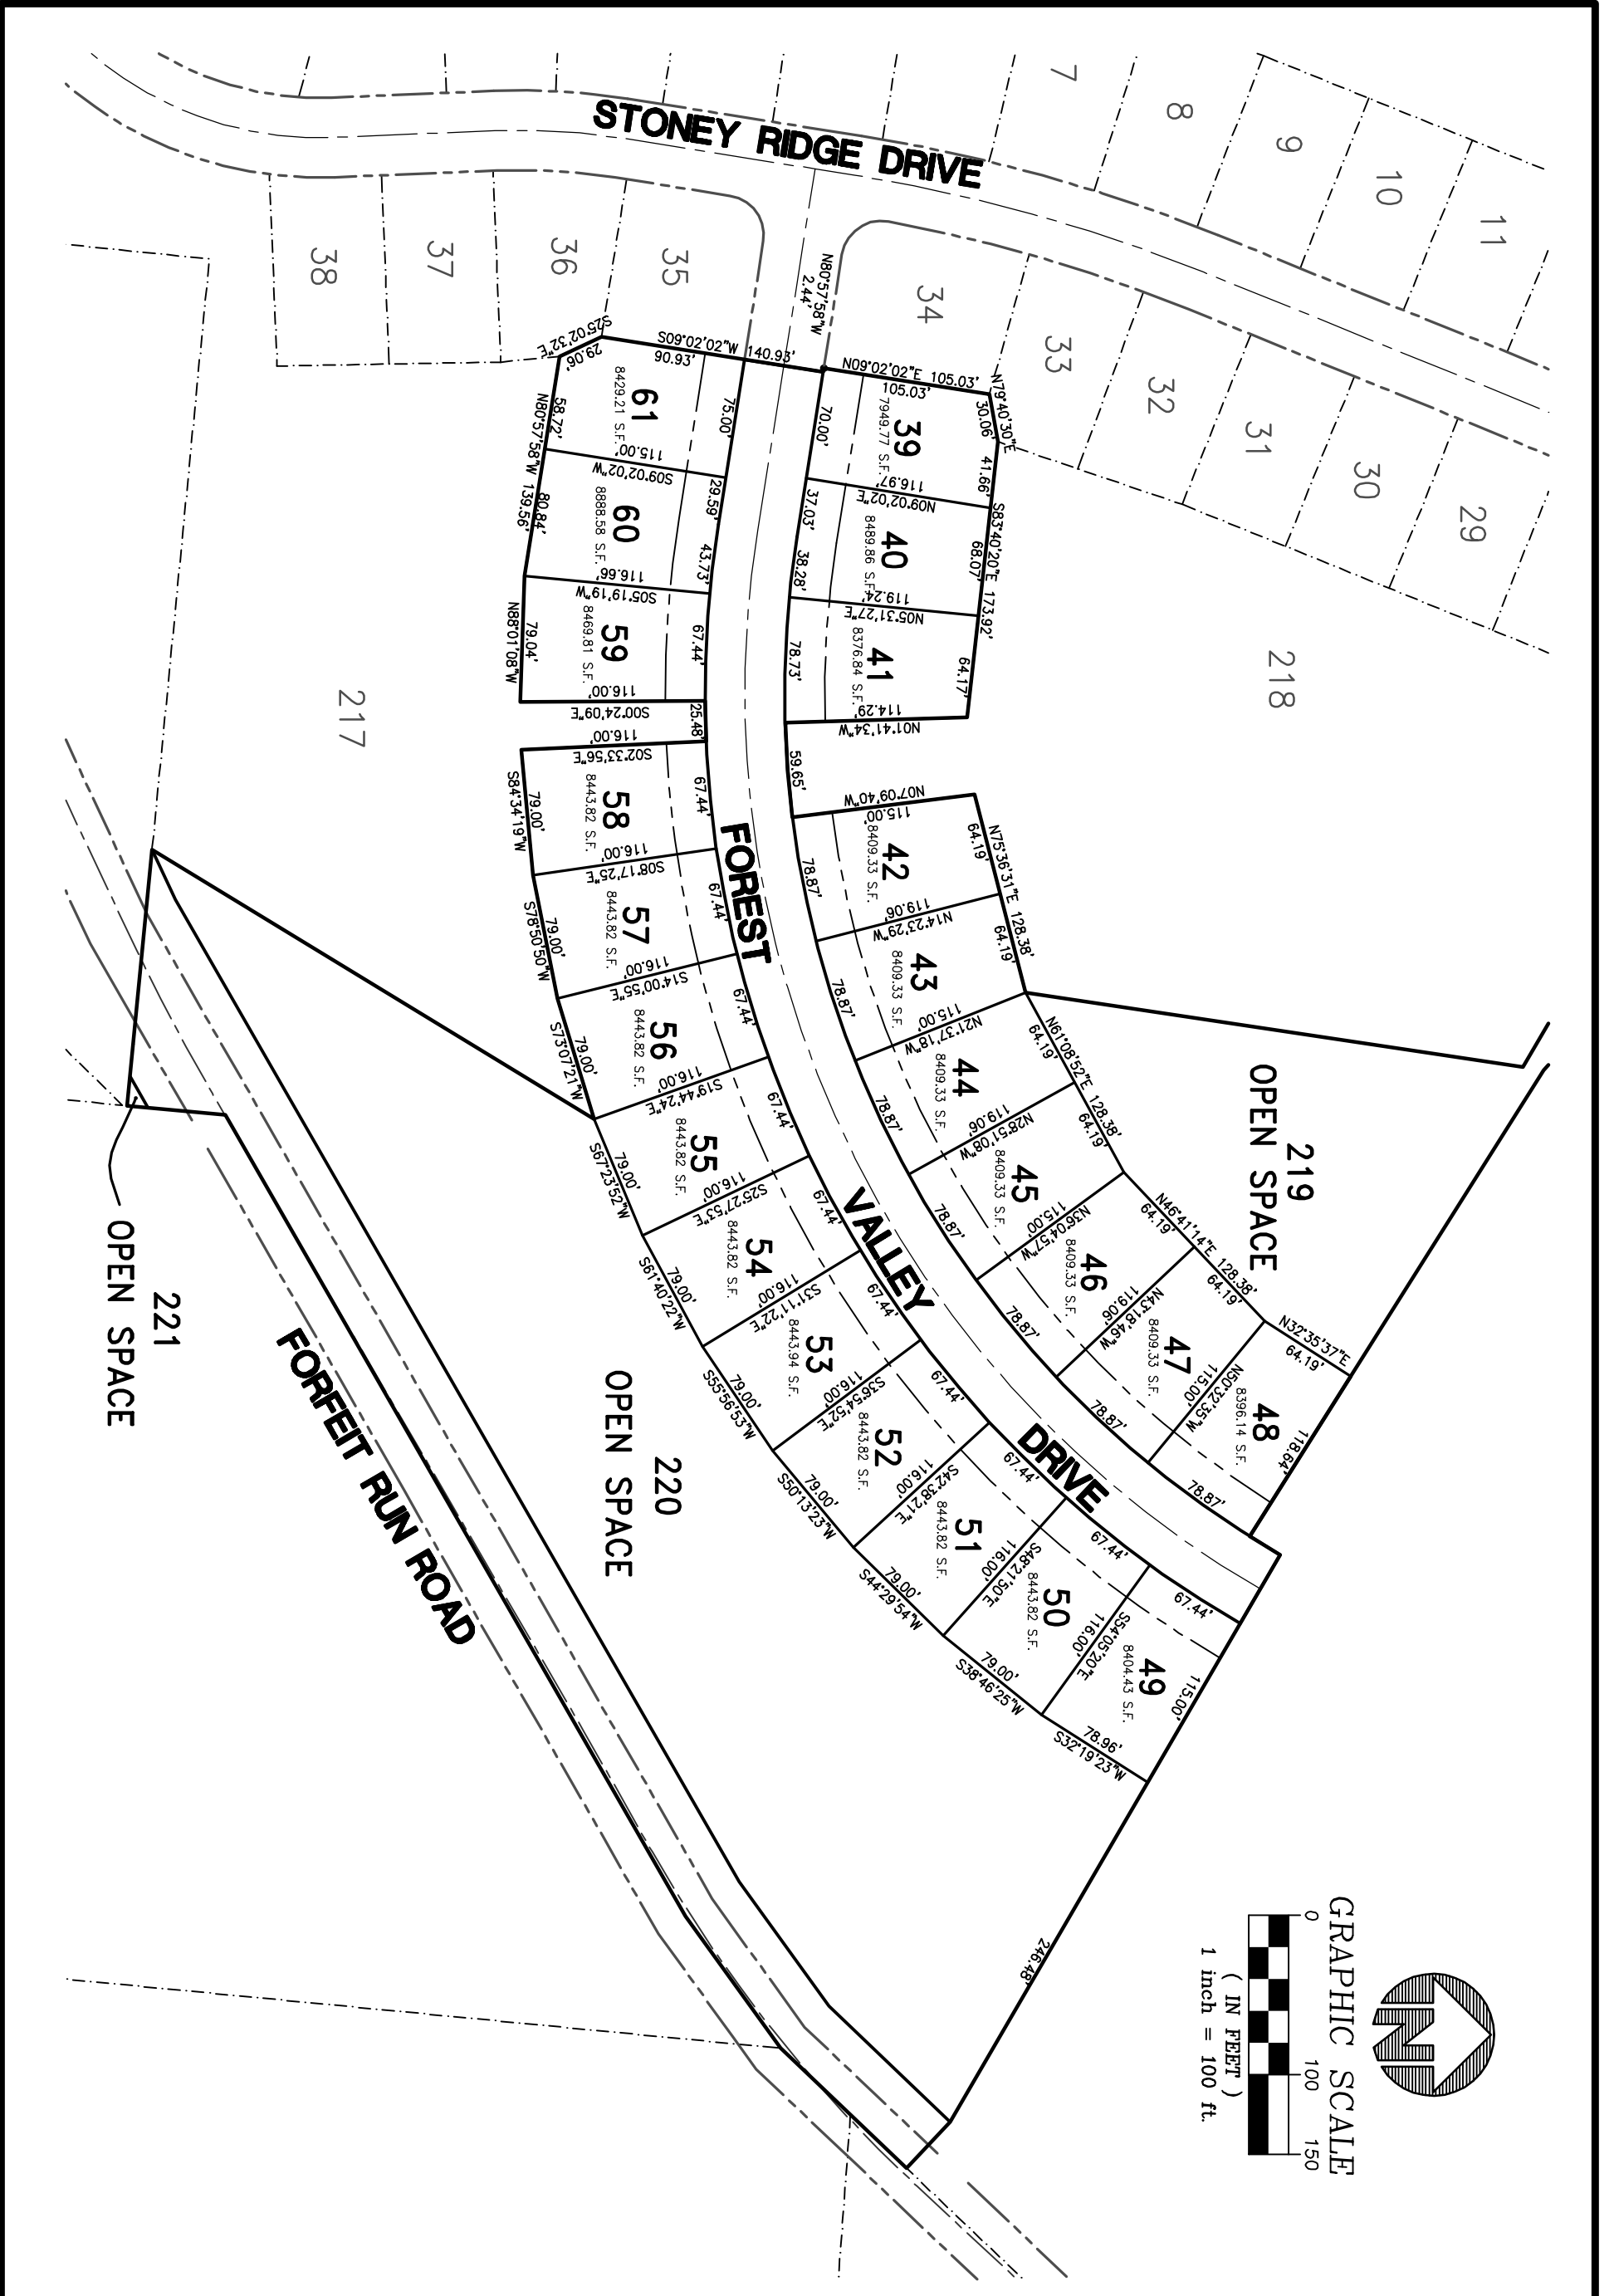 STONEY RIDGE DRIVE
7
8
9
10
11
38
37
36
35
34
33
32
31
30
29
218
217
N80°57'58"W
2.44'
S25°02'32"E
29.06'
S09°02'02"W 140.93'
90.93'
N09°02'02"E 105.03'
105.03'
N79°40'30"E
30.06'
41.66'
S83°40'20"E 173.92'
68.07'
64.17'
39
7949.77 S.F.
70.00'
116.97'
N09°02'02"E
40
8489.86 S.F.
37.03'
38.28'
119.24'
N05°31'27"E
41
8376.84 S.F.
78.73'
114.29'
N01°41'34"W
59.65'
N07°09'40"W
115.00'
42
8409.33 S.F.
78.87'
N75°36'31"E 128.38'
64.19'
119.06'
N14°23'29"W
64.19'
43
8409.33 S.F.
78.87'
115.00'
N21°37'18"W
44
8409.33 S.F.
78.87'
N61°08'52"E 128.38'
64.19'
119.06'
N28°51'08"W
64.19'
45
8409.33 S.F.
78.87'
115.00'
N36°04'57"W
46
8409.33 S.F.
78.87'
N46°41'14"E 128.38'
64.19'
119.06'
N43°18'46"W
64.19'
47
8409.33 S.F.
78.87'
115.00'
N50°32'35"W
48
8396.14 S.F.
78.87'
N32°35'37"E
64.19'
118.64'
219
OPEN SPACE
61
8429.21 S.F.
75.00'
58.72'
N80°57'58"W 139.56'
115.00'
S09°02'02"W
60
8888.58 S.F.
29.59'
43.73'
80.84'
116.66'
S05°19'19"W
59
8469.81 S.F.
67.44'
79.04'
N88°01'08"W
116.00'
S00°24'09"E
25.48'
116.00'
S02°33'56"E
58
8443.82 S.F.
67.44'
79.00'
S84°34'19"W
116.00'
S08°17'25"E
57
8443.82 S.F.
67.44'
79.00'
S78°50'50"W
116.00'
S14°00'55"E
56
8443.82 S.F.
67.44'
79.00'
S73°07'21"W
116.00'
S19°44'24"E
55
8443.82 S.F.
67.44'
79.00'
S67°23'52"W
116.00'
S25°27'53"E
54
8443.82 S.F.
67.44'
79.00'
S61°40'22"W
116.00'
S31°11'22"E
53
8443.94 S.F.
67.44'
79.00'
S55°56'53"W
116.00'
S36°54'52"E
52
8443.82 S.F.
67.44'
79.00'
S50°13'23"W
116.00'
S42°38'21"E
51
8443.82 S.F.
67.44'
79.00'
S44°29'54"W
116.00'
S48°21'50"E
50
8443.82 S.F.
67.44'
79.00'
S38°46'25"W
116.00'
S54°05'20"E
49
8404.43 S.F.
67.44'
78.96'
S32°19'23"W
115.00'
246.48'
FOREST VALLEY DRIVE
220
OPEN SPACE
221
OPEN SPACE
FORFEIT RUN ROAD
N
GRAPHIC SCALE
0 100 150
( IN FEET )
1 inch = 100 ft.